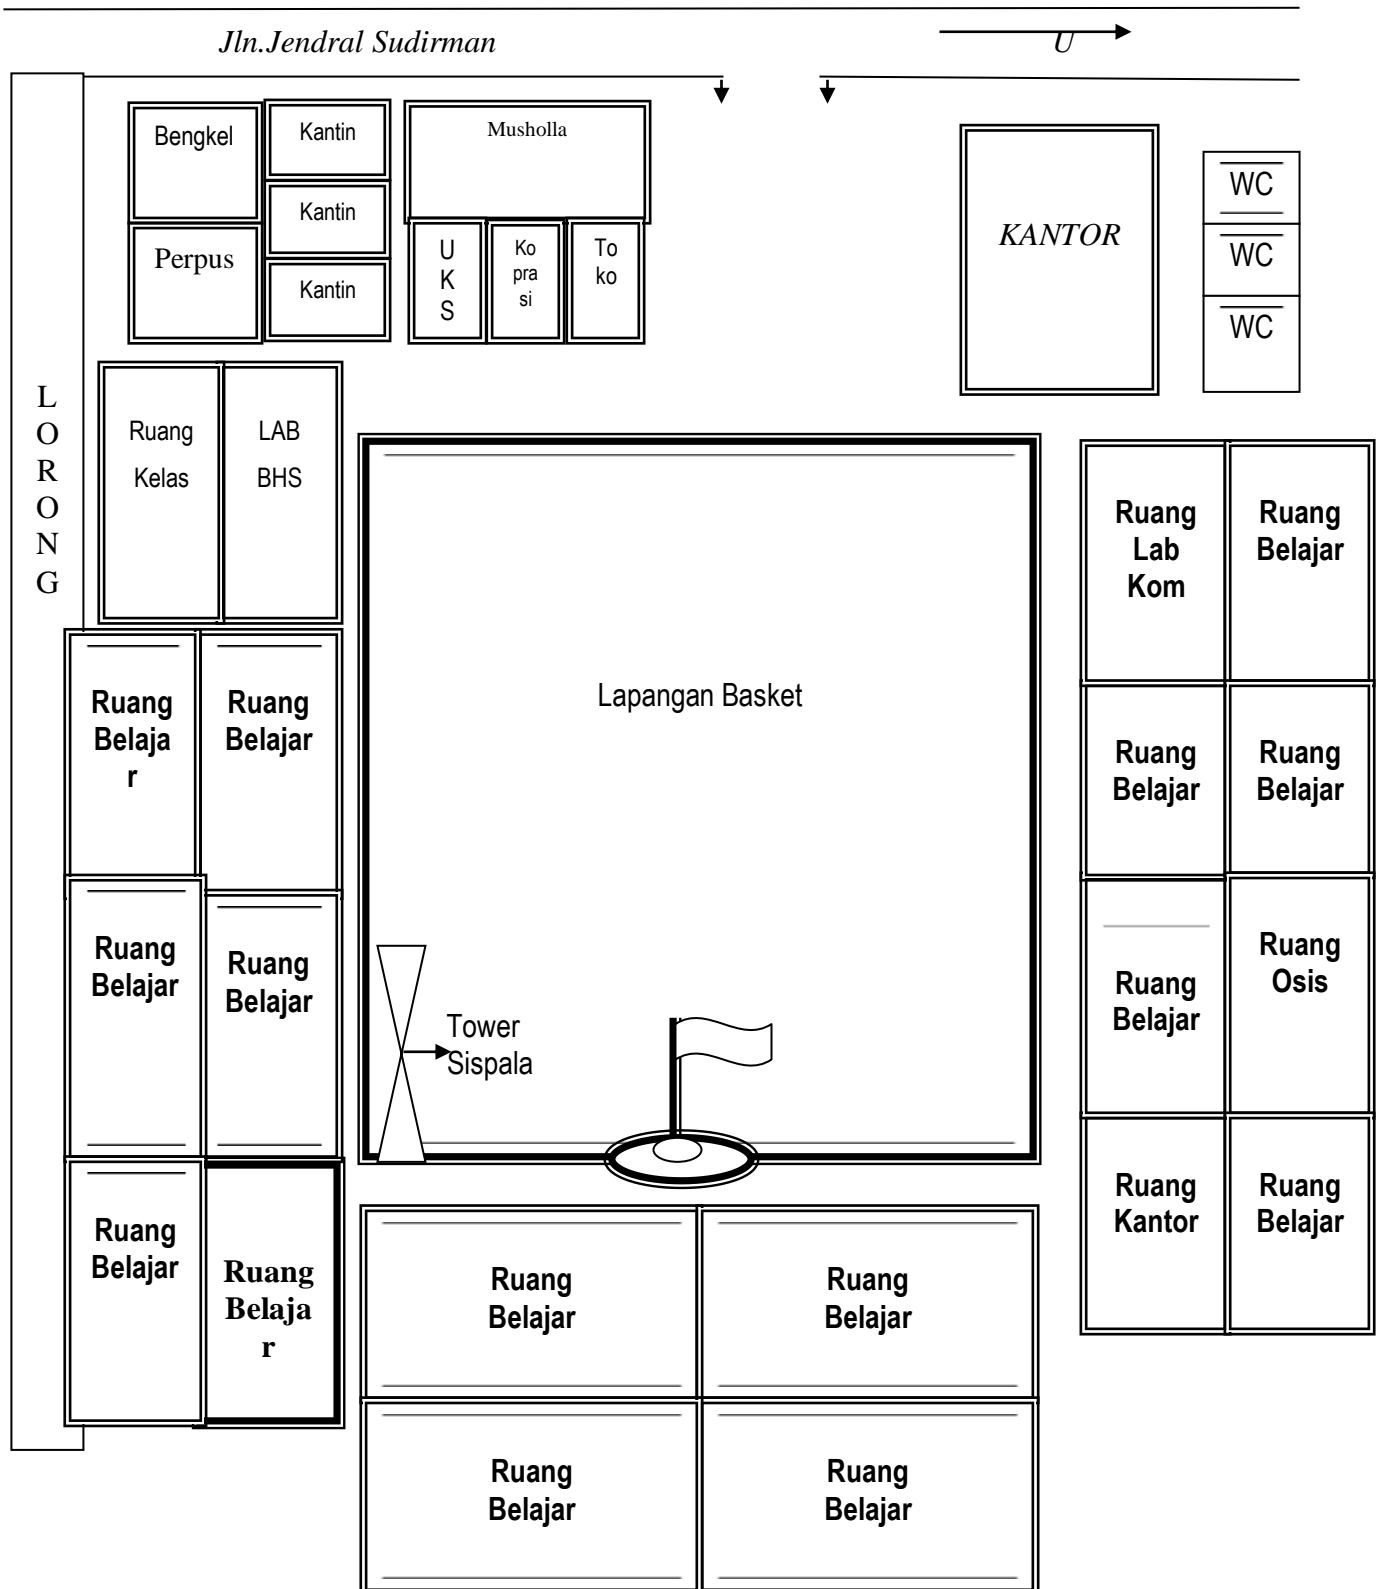 Jln.Jendral Sudirman
U
Bengkel
Kantin
Musholla
WC
Kantin
Perpus
U
K
S
Ko
pra
si
To
ko
KANTOR
WC
Kantin
WC
L
O
R
O
N
G
Ruang
Kelas
LAB
BHS
Ruang
Lab
Kom
Ruang
Belajar
Ruang
Belaja
r
Ruang
Belajar
Lapangan Basket
Ruang
Belajar
Ruang
Belajar
Ruang
Belajar
Ruang
Belajar
Tower
Sispala
Ruang
Belajar
Ruang
Osis
Ruang
Belajar
Ruang
Belaja
r
Ruang
Belajar
Ruang
Belajar
Ruang
Kantor
Ruang
Belajar
Ruang
Belajar
Ruang
Belajar